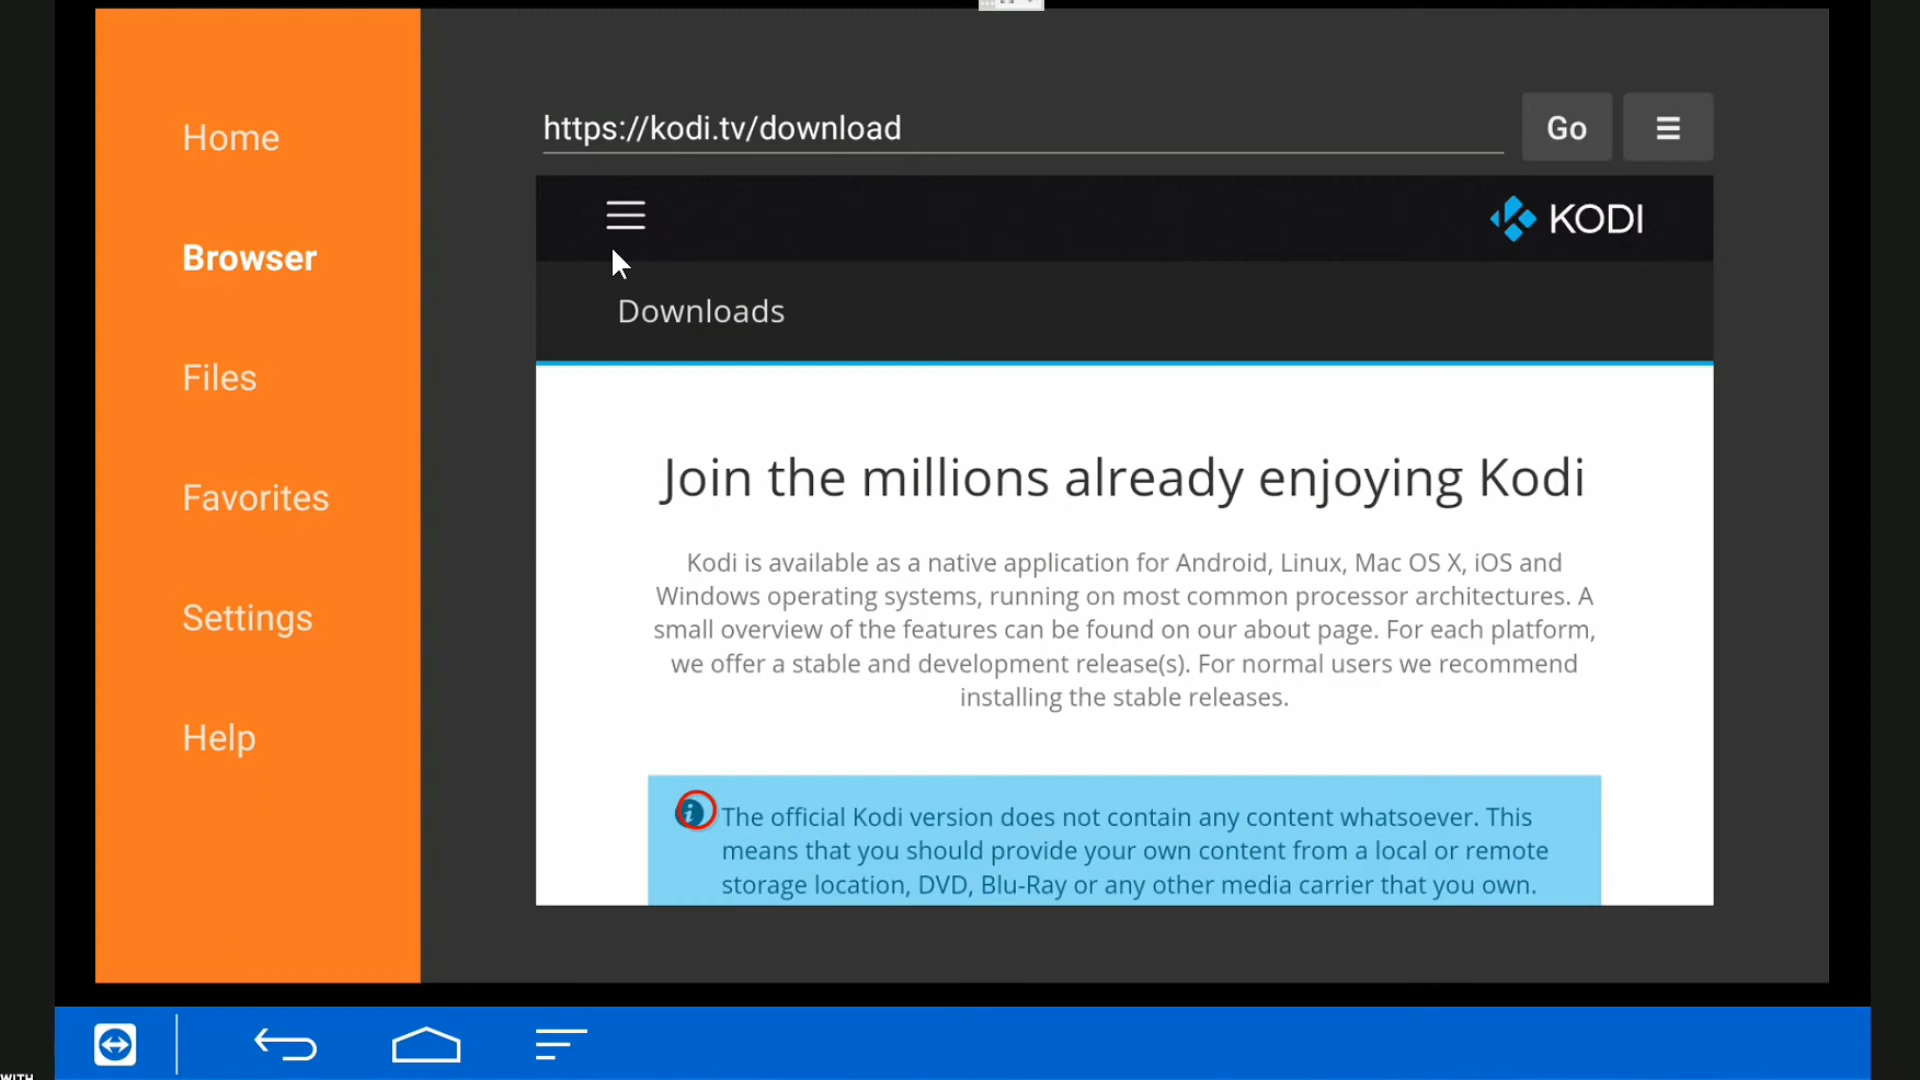 Home
Browser
Files
Favorites
Settings
Help
https://kodi.tv/download
Go
KODI
Downloads
Join the millions already enjoying Kodi
Kodi is available as a native application for Android, Linux, Mac OS X, iOS and
Windows operating systems, running on most common processor architectures. A
small overview of the features can be found on our about page. For each platform,
we offer a stable and development release(s). For normal users we recommend
installing the stable releases.
The official Kodi version does not contain any content whatsoever. This
means that you should provide your own content from a local or remote
storage location, DVD, Blu-Ray or any other media carrier that you own.
WITH